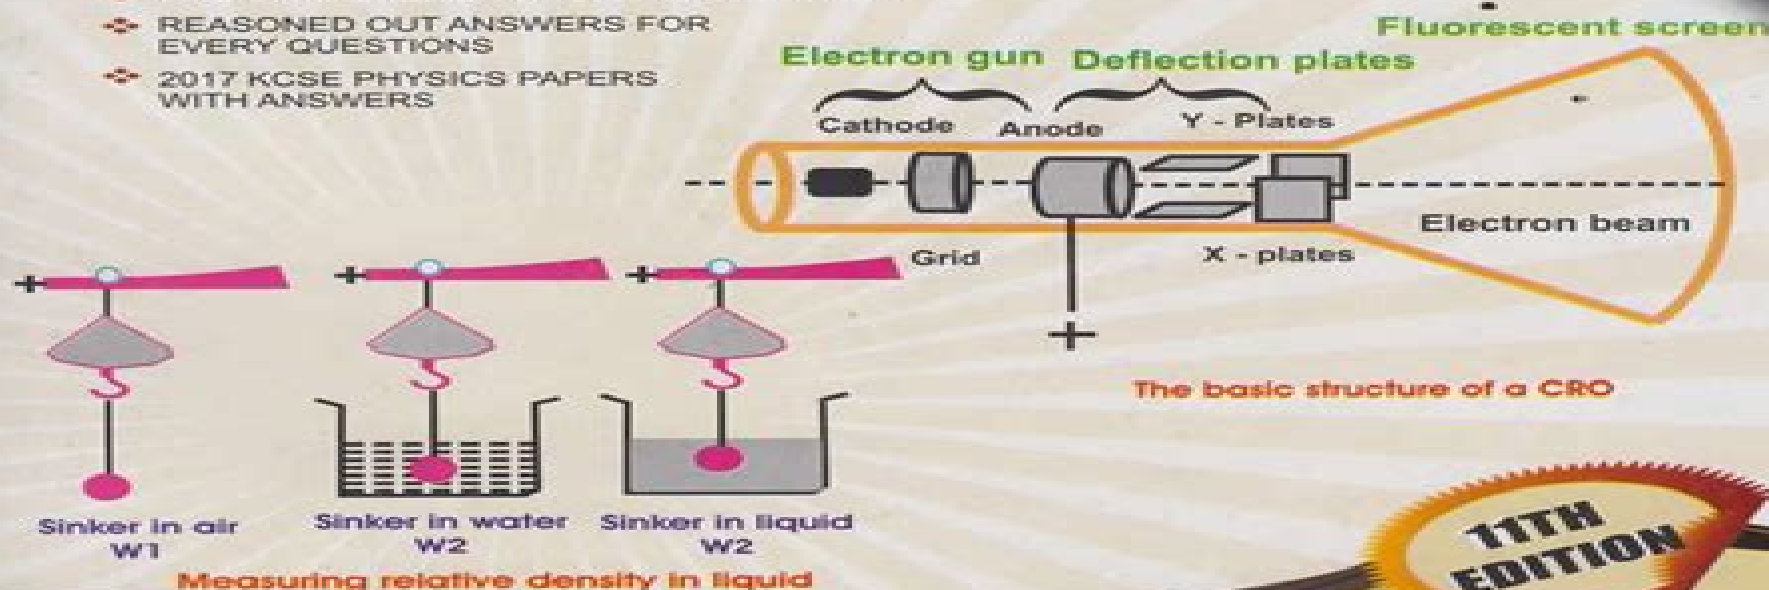 REASONED OUT ANSWERS FOR
EVERY QUESTIONS
2017 KCSE PHYSICS PAPERS
WITH ANSWERS
Fluorescent screen
Electron gun
Deflection plates
Cathode
Anode
Y - Plates
Electron beam
Grid
X - plates
+
+
+
+
The basic structure of a CRO
Sinker in air
W1
Sinker in water
W2
Sinker in liquid
W2
Measuring relative density in liquid
11TH
EDITION